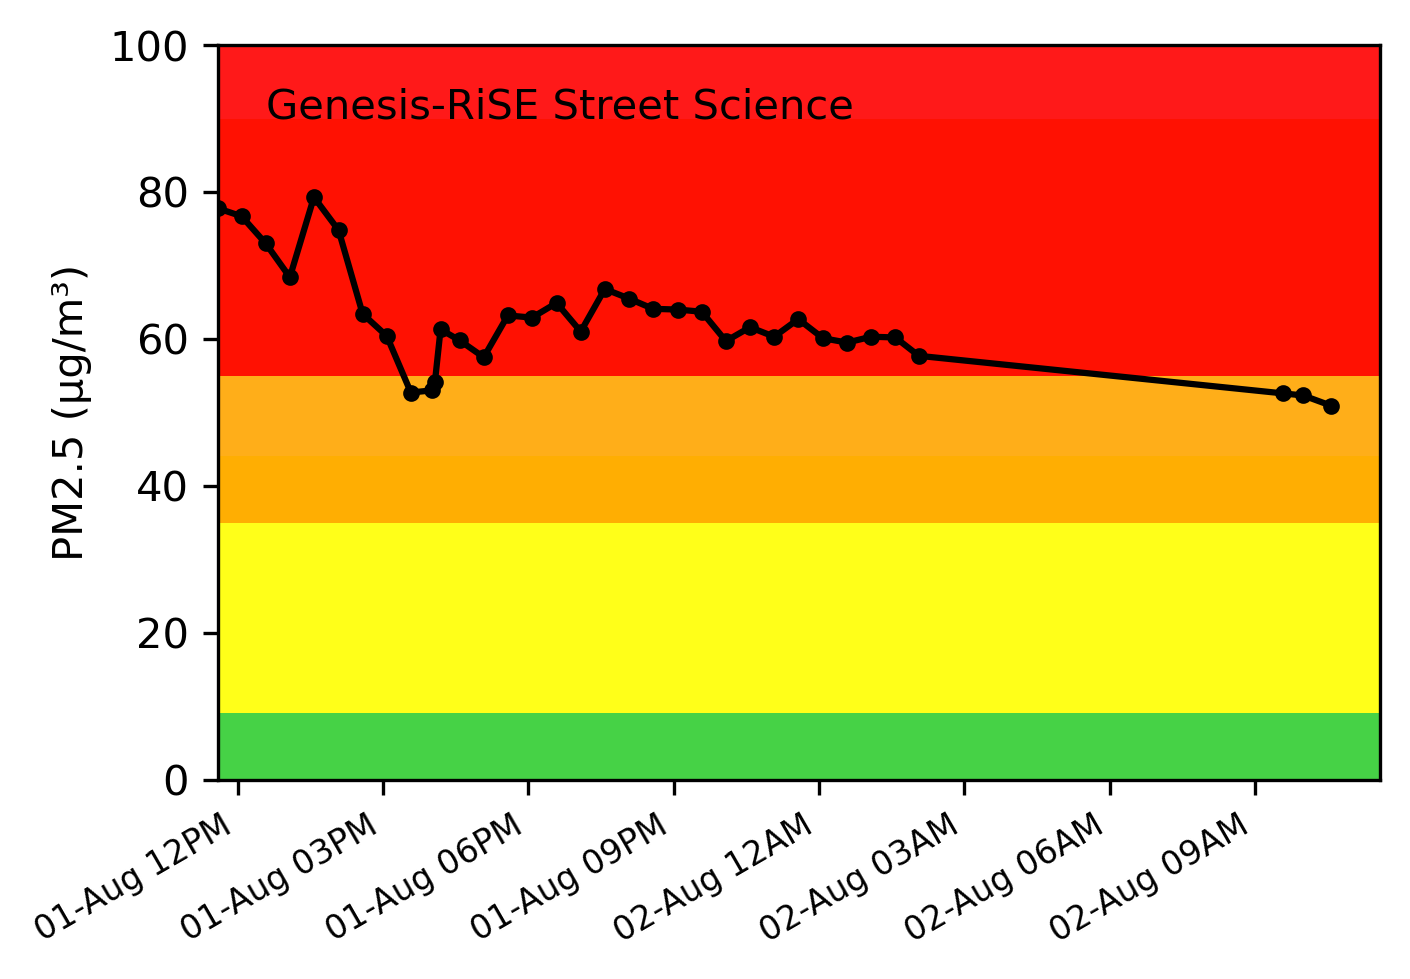 Genesis-RiSE Street Science
PM2.5 (µg/m³)
100
80
60
40
20
0
01-Aug 12PM
01-Aug 03PM
01-Aug 06PM
01-Aug 09PM
02-Aug 12AM
02-Aug 03AM
02-Aug 06AM
02-Aug 09AM